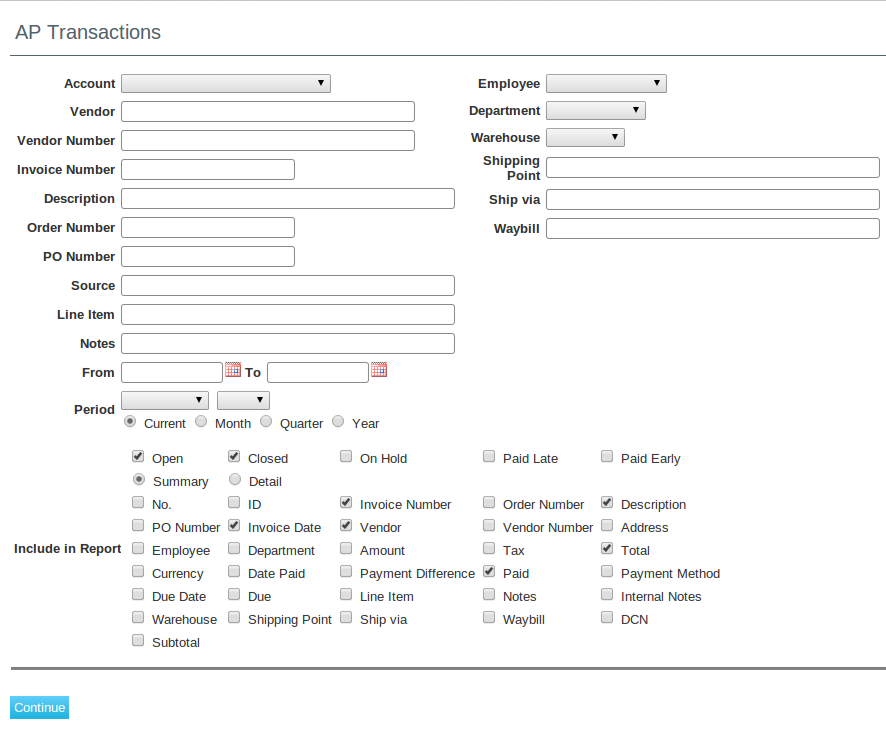 AP Transactions
Account
Employee
Vendor
Department
Vendor Number
Warehouse
Invoice Number
Shipping
Point
Description
Ship via
Order Number
Waybill
PO Number
Source
Line Item
Notes
From To
Period
Current Month Quarter Year
Open Closed On Hold Paid Late Paid Early
Summary Detail
No. ID Invoice Number Order Number Description
PO Number Invoice Date Vendor Vendor Number Address
Include in Report
Employee Department Amount Tax Total
Currency Date Paid Payment Difference Paid Payment Method
Due Date Due Line Item Notes Internal Notes
Warehouse Shipping Point Ship via Waybill DCN
Subtotal
Continue